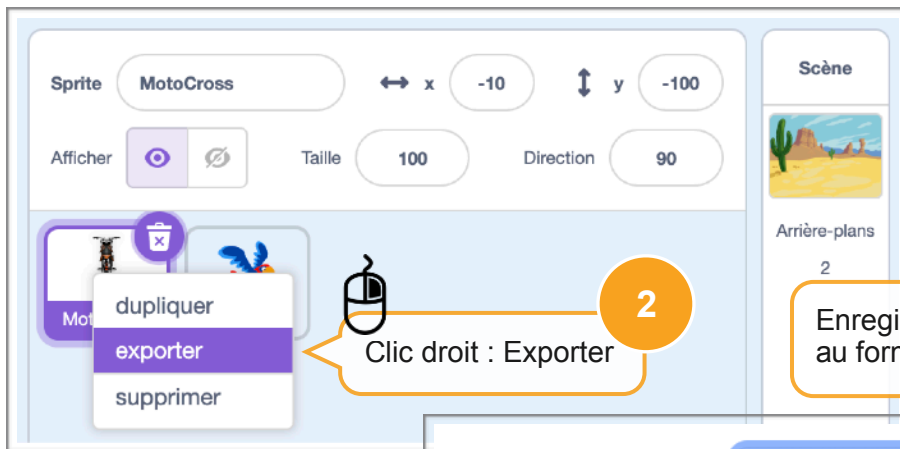 Sprite MotoCross ↔ x -10 ↕ y -100
Afficher Taille 100 Direction 90
Scène
Arrière-plans
2
dupliquer
exporter
supprimer
2
Clic droit : Exporter